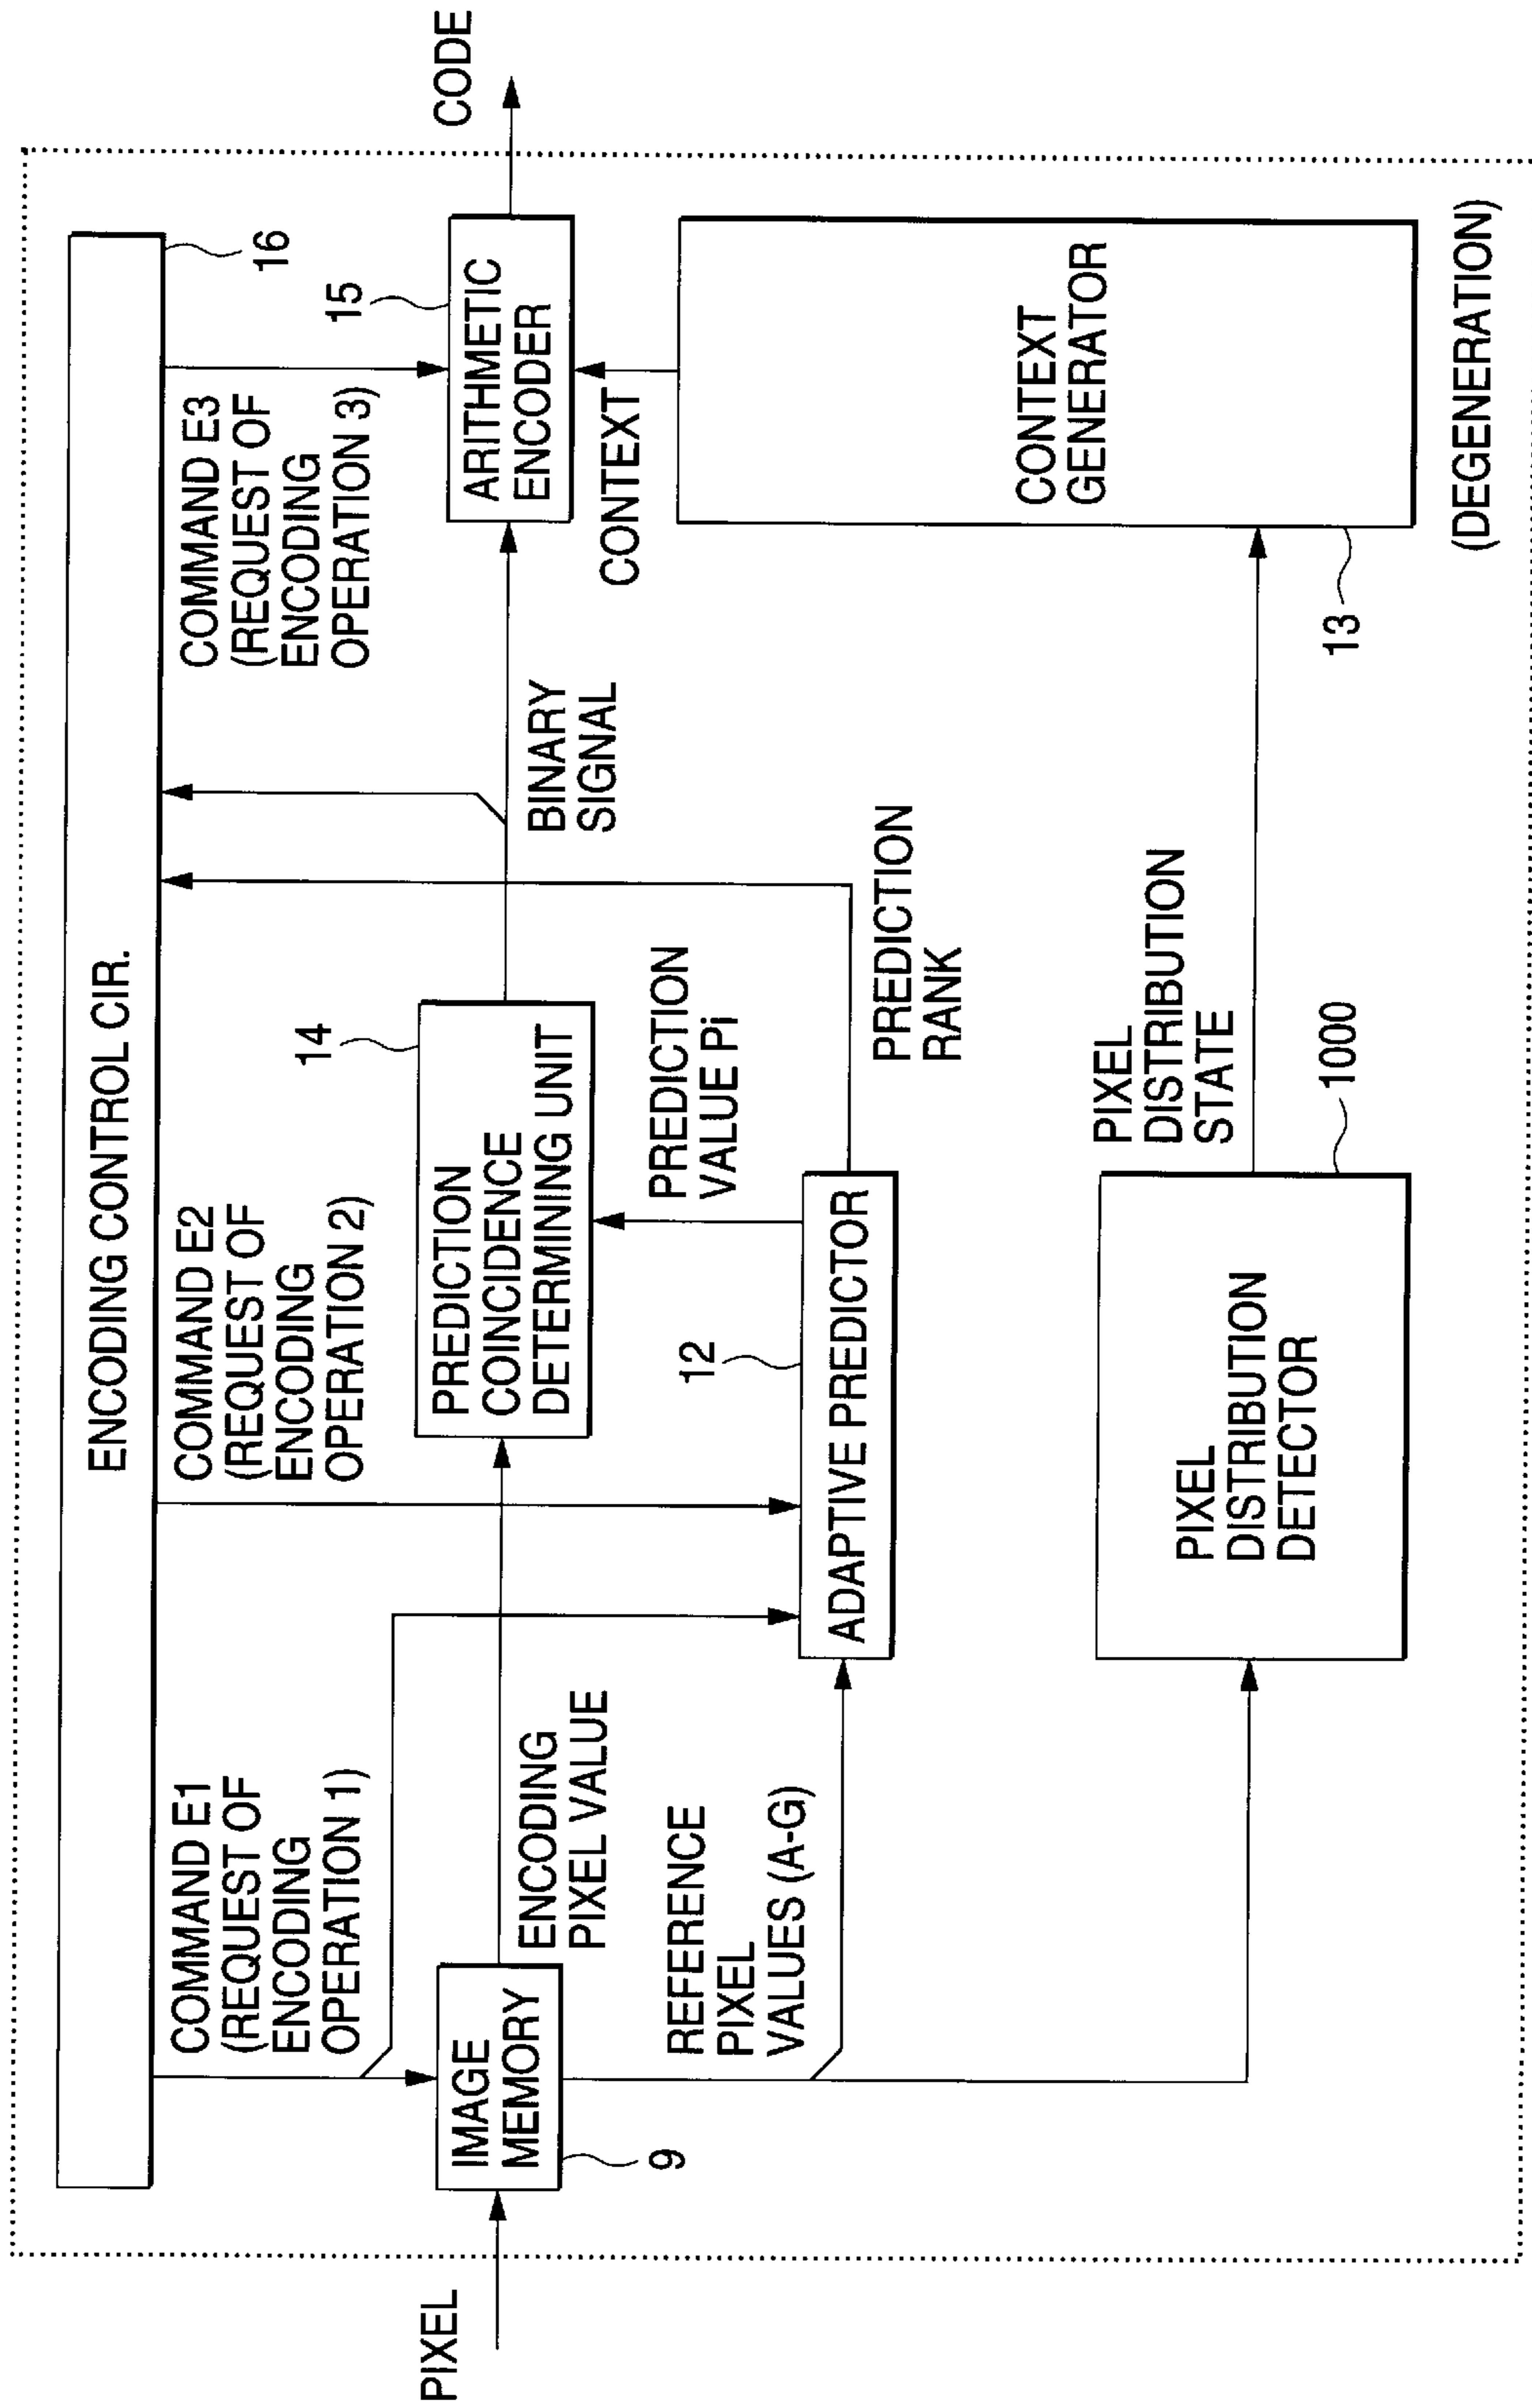 ENCODING CONTROL CIR.
16
COMMAND E1
(REQUEST OF
ENCODING
OPERATION 1)
COMMAND E2
(REQUEST OF
ENCODING
OPERATION 2)
COMMAND E3
(REQUEST OF
ENCODING
OPERATION 3)
PIXEL
IMAGE
MEMORY
9
ENCODING
PIXEL VALUE
14
PREDICTION
COINCIDENCE
DETERMINING UNIT
BINARY
SIGNAL
15
ARITHMETIC
ENCODER
CODE
CONTEXT
REFERENCE
PIXEL
VALUES (A-G)
12
ADAPTIVE PREDICTOR
PREDICTION
VALUE Pi
PREDICTION
RANK
PIXEL
DISTRIBUTION
DETECTOR
1000
PIXEL
DISTRIBUTION
STATE
CONTEXT
GENERATOR
13
(DEGENERATION)